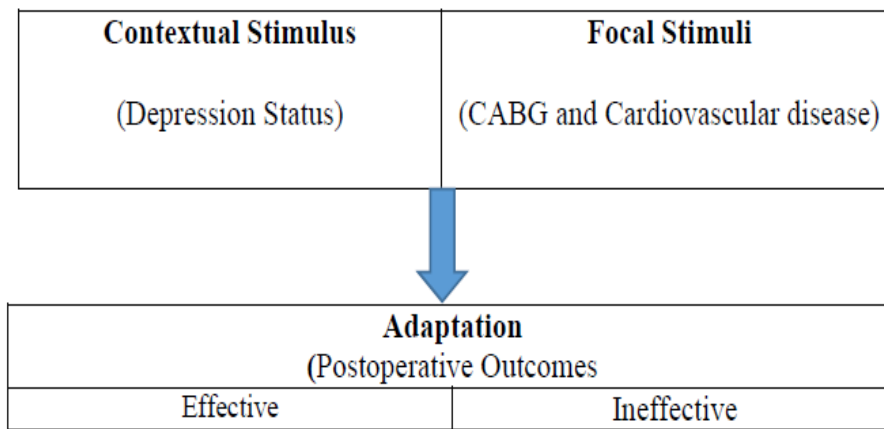 Contextual Stimulus
(Depression Status)
Focal Stimuli
(CABG and Cardiovascular disease)
Adaptation
(Postoperative Outcomes
Effective
Ineffective